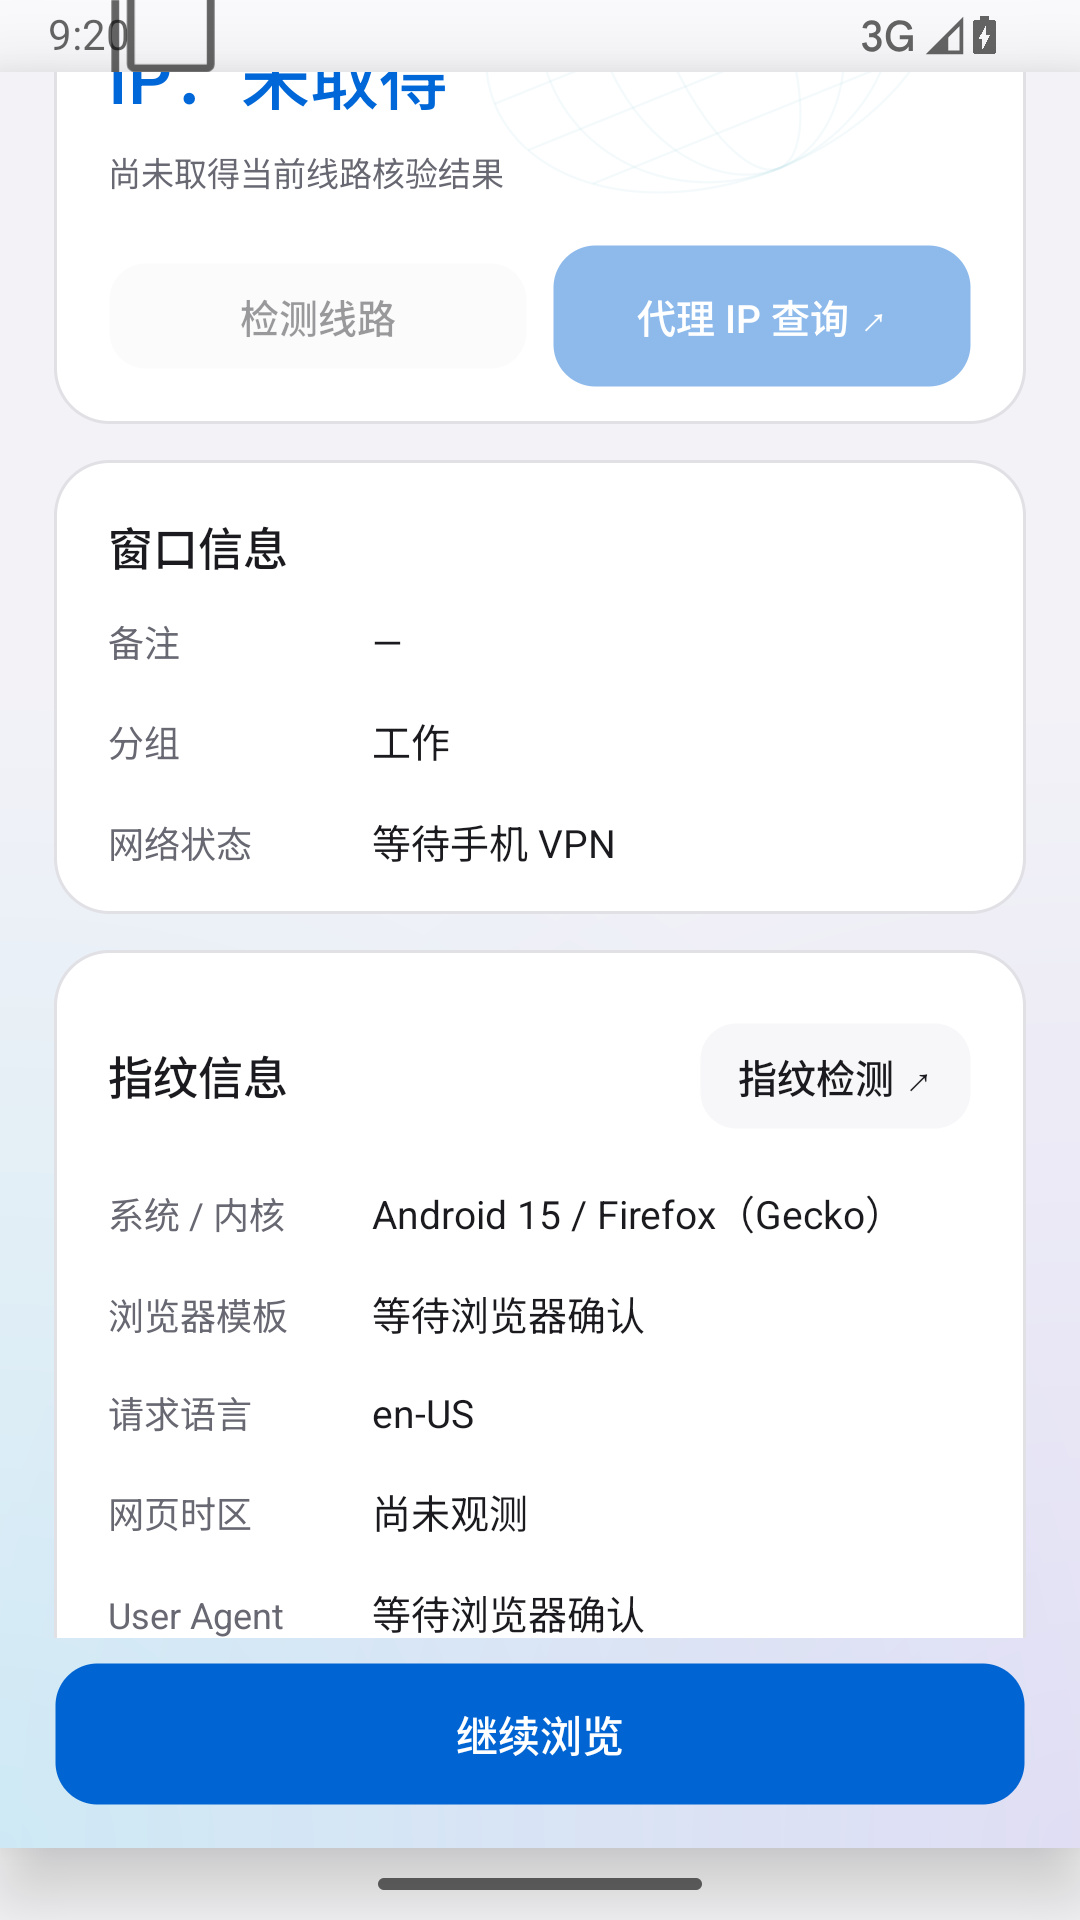 9:20
3G
IP：未取得
尚未取得当前线路核验结果
检测线路
代理 IP 查询 ↗
窗口信息
备注 —
分组 工作
网络状态 等待手机 VPN
指纹信息
指纹检测 ↗
系统 / 内核 Android 15 / Firefox（Gecko）
浏览器模板 等待浏览器确认
请求语言 en-US
网页时区 尚未观测
User Agent 等待浏览器确认
继续浏览